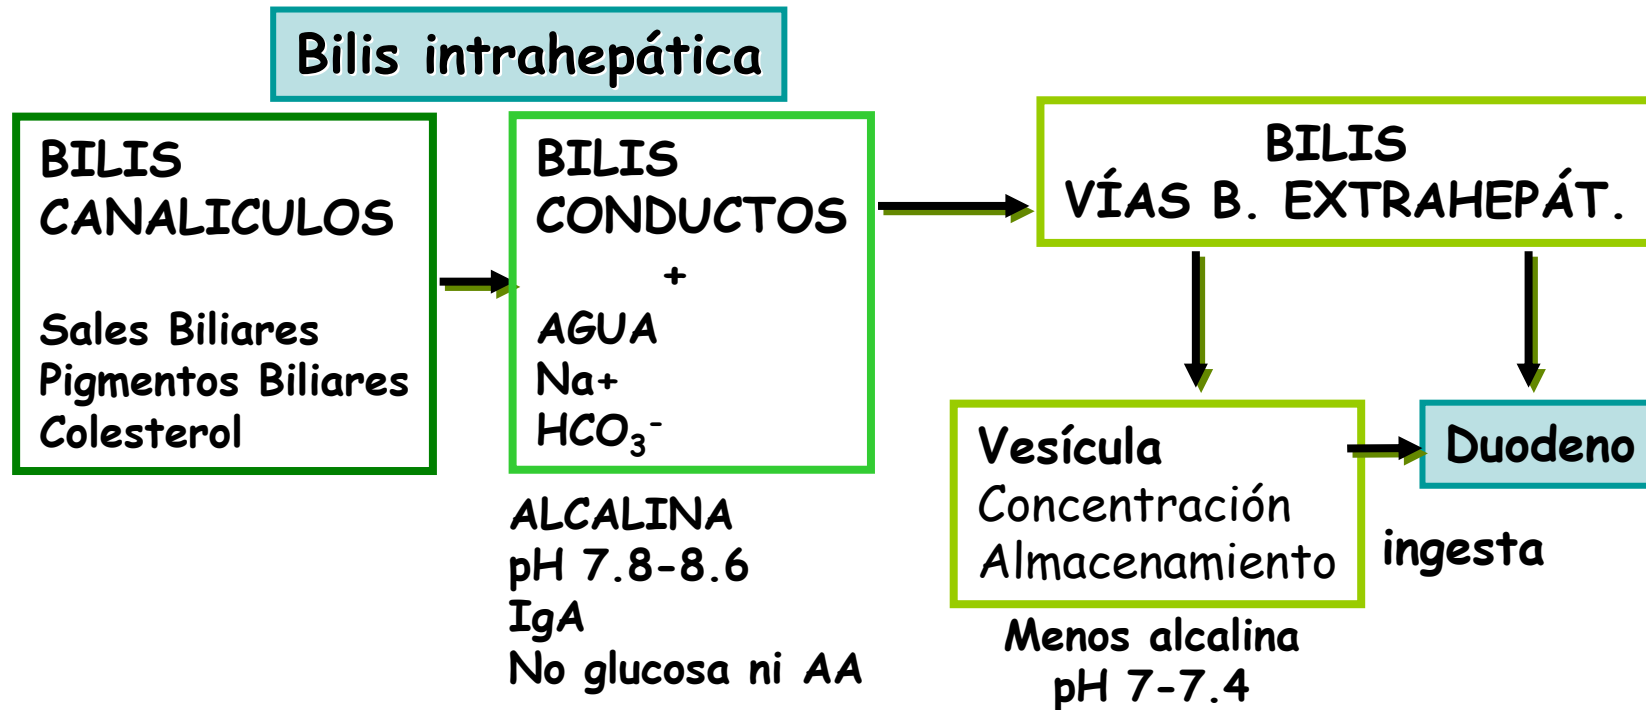 Bilis intrahepática
BILIS
CANALICULOS
Sales Biliares
Pigmentos Biliares
Colesterol
BILIS
CONDUCTOS
+
AGUA
Na+
HCO₃⁻
ALCALINA
pH 7.8-8.6
IgA
No glucosa ni AA
BILIS
VÍAS B. EXTRAHEPÁT.
Vesícula
Concentración
Almacenamiento
Menos alcalina
pH 7-7.4
Duodeno
ingesta